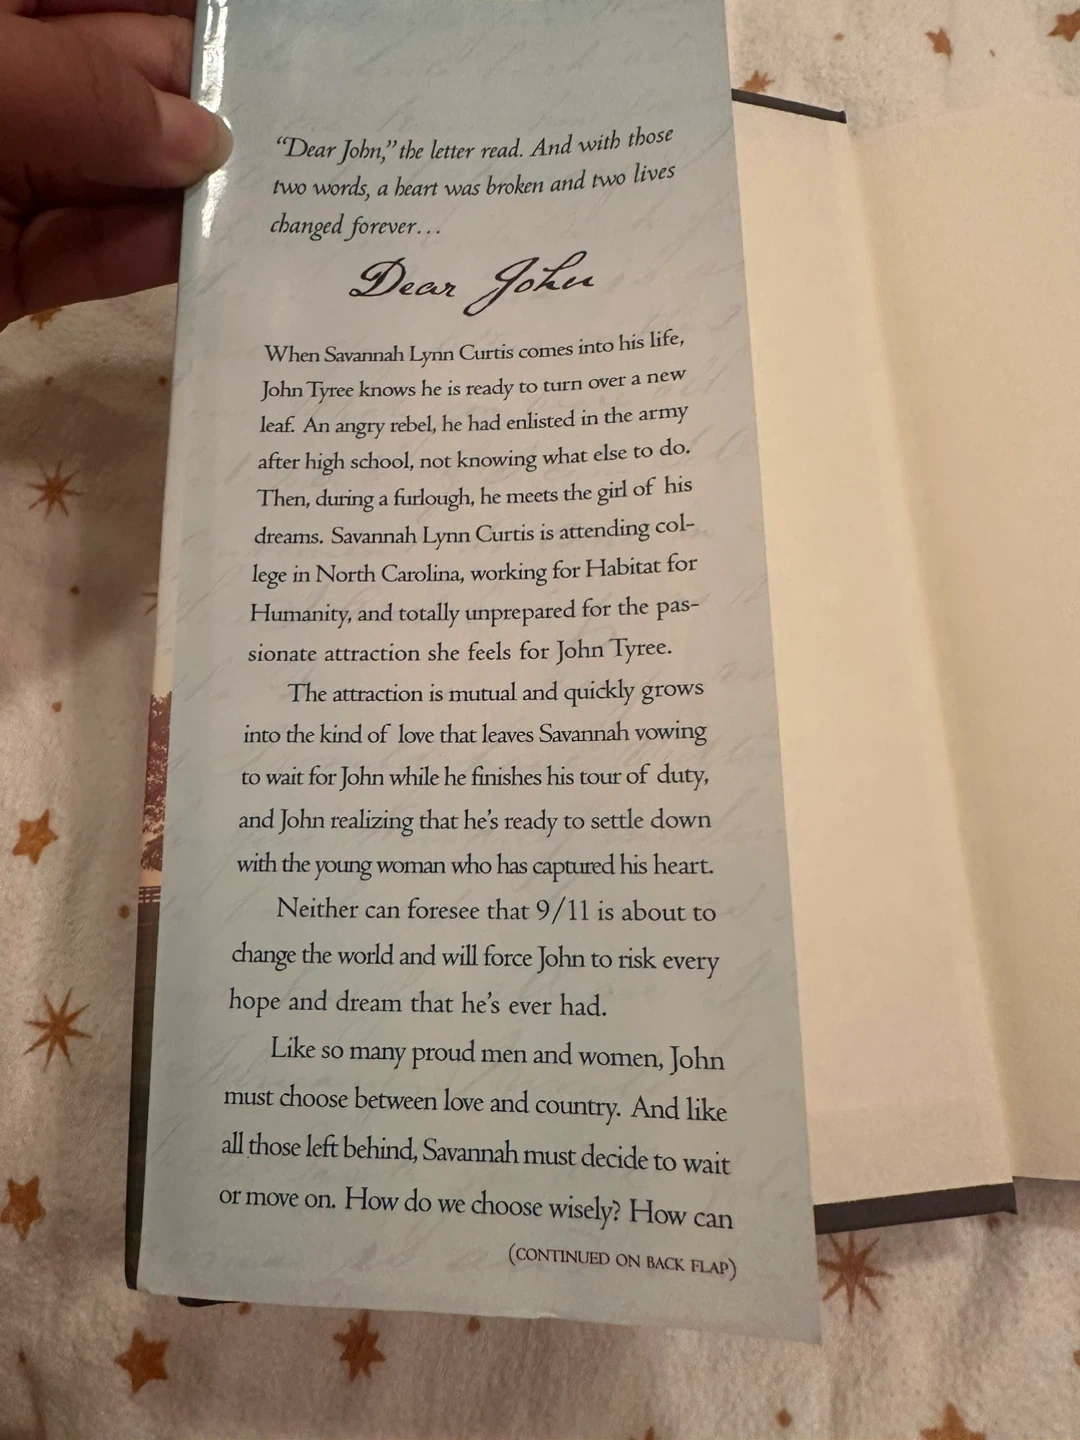 “Dear John,” the letter read. And with those
two words, a heart was broken and two lives
changed forever...
Dear John
When Savannah Lynn Curtis comes into his life,
John Tyree knows he is ready to turn over a new
leaf. An angry rebel, he had enlisted in the army
after high school, not knowing what else to do.
Then, during a furlough, he meets the girl of his
dreams. Savannah Lynn Curtis is attending col-
lege in North Carolina, working for Habitat for
Humanity, and totally unprepared for the pas-
sionate attraction she feels for John Tyree.
The attraction is mutual and quickly grows
into the kind of love that leaves Savannah vowing
to wait for John while he finishes his tour of duty,
and John realizing that he’s ready to settle down
with the young woman who has captured his heart.
Neither can foresee that 9/11 is about to
change the world and will force John to risk every
hope and dream that he’s ever had.
Like so many proud men and women, John
must choose between love and country. And like
all those left behind, Savannah must decide to wait
or move on. How do we choose wisely? How can
(CONTINUED ON BACK FLAP)